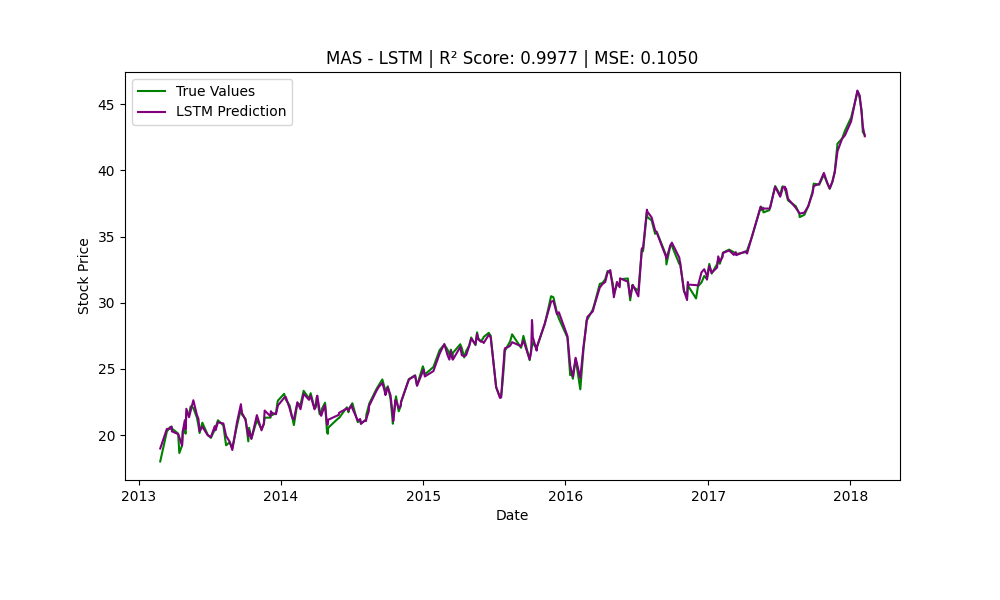 MAS - LSTM | R² Score: 0.9977 | MSE: 0.1050
True Values
LSTM Prediction
Stock Price
45
40
35
30
25
20
2013 2014 2015 2016 2017 2018
Date